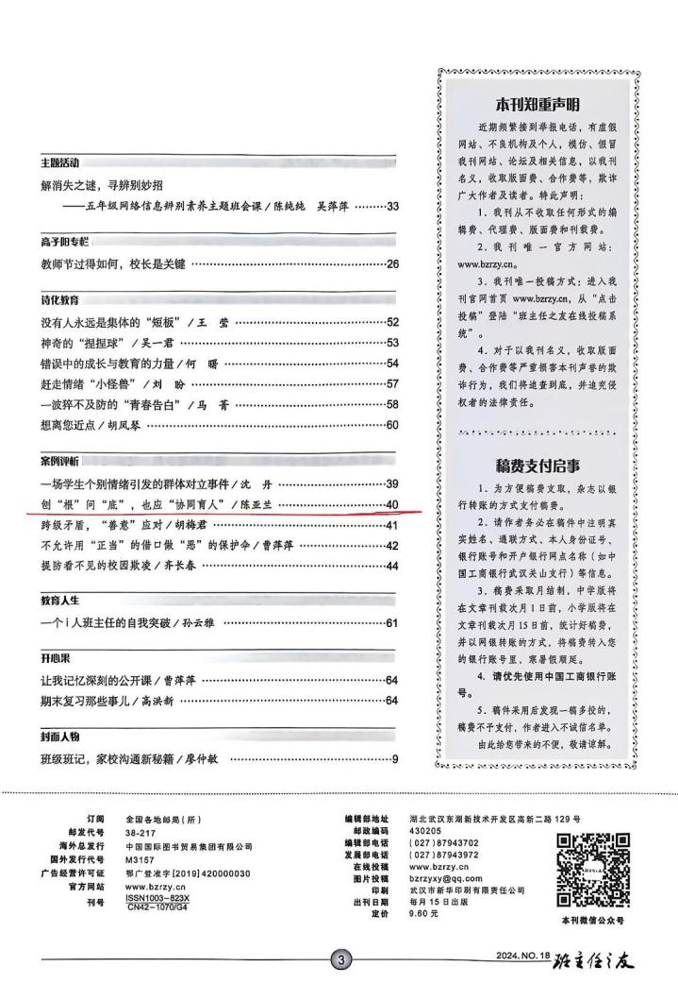 主题活动
解消失之谜，寻辨别妙招
——五年级网络信息辨别素养主题班会课/陈纯纯 吴萍萍 ………33
高子阳专栏
教师节过得如何，校长是关键 ………26
诗化教育
没有人永远是集体的“短板”/王 莹 ………52
神奇的“捏捏球”/吴一君 ………53
错误中的成长与教育的力量/何 曙 ………54
赶走情绪“小怪兽”/刘 盼 ………57
一波猝不及防的“青春告白”/马 菁 ………58
想离您近点/胡凤琴 ………60
案例评析
一场学生个别情绪引发的群体对立事件/沈 丹 ………39
刨“根”问“底”，也应“协同育人”/陈亚兰 ………40
跨级矛盾，“善意”应对/胡梅君 ………41
不允许用“正当”的借口做“恶”的保护伞/曹萍萍 ………42
提防看不见的校园欺凌/齐长春 ………44
教育人生
一个i人班主任的自我突破/孙云雅 ………61
开心果
让我记忆深刻的公开课/曾萍萍 ………64
期末复习那些事儿/高洪新 ………64
封面人物
班级班记，家校沟通新秘籍/廖仲敏 ………9
本刊郑重声明
近期频繁接到举报电话，有虚假
网站、不良机构及个人，模仿、假冒
我刊网站、论坛及相关信息，以我刊
名义，收取版面费、合作费等，欺诈
广大作者及读者。特此声明：
1．我刊从不收取任何形式的编
辑费、代理费、版面费和刊载费。
2．我刊唯一官方网站：
www.bzrzy.cn。
3．我刊唯一投稿方式：进入我
刊官网首页 www.bzrzy.cn，从“点击
投稿”登陆“班主任之友在线投稿系
统”。
4．对于以我刊名义，收取版面
费、合作费等严重损害本刊声誉的欺
诈行为，我们将追查到底，并追究侵
权者的法律责任。
稿费支付启事
1．为方便稿费支取，杂志以银
行转账的方式支付稿费。
2．请作者务必在稿件中注明真
实姓名、通联方式、本人身份证号、
银行账号和开户银行网点名称（如中
国工商银行武汉关山支行）等信息。
3．稿费采取月结制，中学版将
在文章刊载次月1日前，小学版将在
文章刊载次月15日前，统计好稿费，
并以网银转账的方式，将稿费转入您
的银行账号里，寒暑假顺延。
4．请优先使用中国工商银行账
号。
5．稿件采用后发现一稿多投的，
稿费不予支付，作者进入不诚信名单。
由此给您带来的不便，敬请谅解。
订阅 全国各地邮局（所）
邮发代号 38-217
海外总发行 中国国际图书贸易集团有限公司
国外发行代号 M3157
广告经营许可证 鄂广登准字[2019]420000030
官方网站 www.bzrzy.cn
刊号 ISSN1003-823X
CN42-1070/G4
编辑部地址 湖北武汉东湖新技术开发区高新二路129号
邮政编码 430205
编辑部电话 (027)87943702
发展部电话 (027)87943972
在线投稿 www.bzrzy.cn
图片投稿 bzrzyxy@qq.com
印刷 武汉市新华印刷有限责任公司
出刊日期 每月15日出版
定价 9.60元
本刊微信公众号
3
2024.NO.18 班主任之友